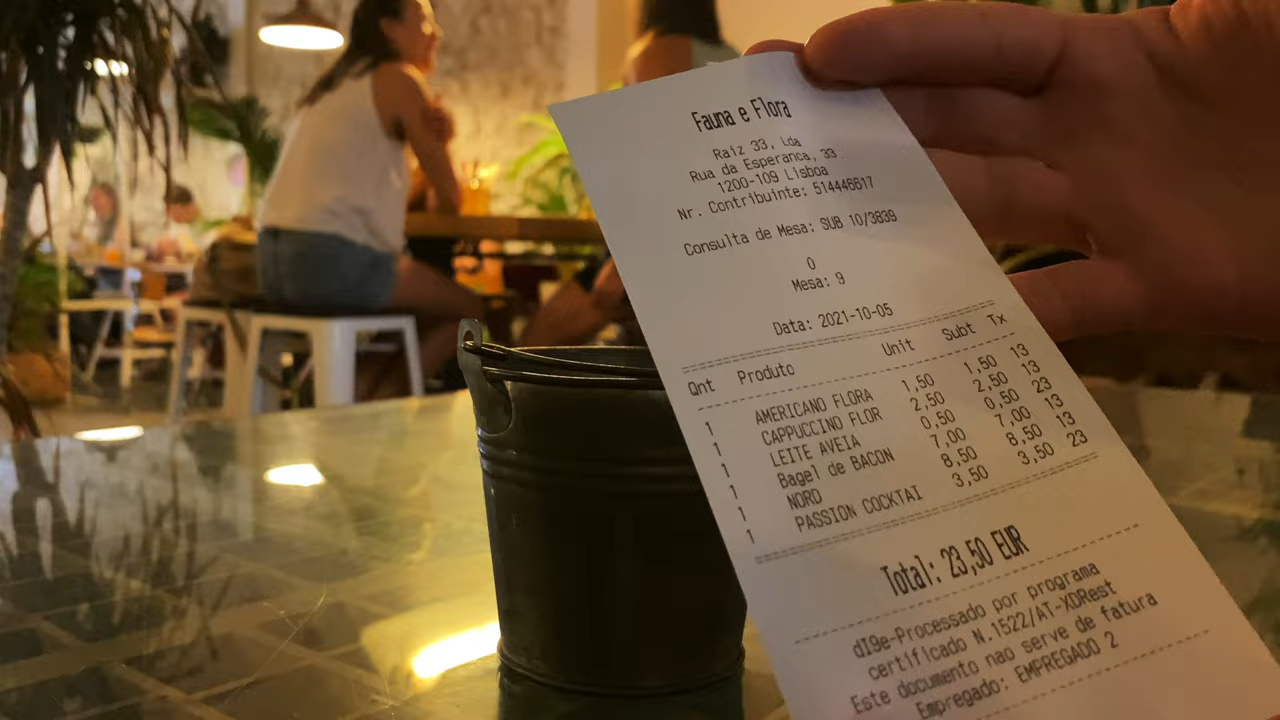 Fauna e Flora
Raiz 33, Lda
Rua da Esperanca, 33
1200-109 Lisboa
Nr. Contribuinte: 514446617
Consulta de Mesa: SUB 10/3839
0
Mesa: 9
Data: 2021-10-05
Qnt Produto Unit Subt Tx
1 AMERICANO FLORA 1,50 1,50 13
1 CAPPUCCINO FLOR 2,50 2,50 13
1 LEITE AVEIA 0,50 0,50 23
1 Bagel de BACON 7,00 7,00 13
1 NORD 8,50 8,50 13
1 PASSION COCKTAI 3,50 3,50 23
Total: 23,50 EUR
dI9e-Processado por programa
certificado N.1522/AT-XDRest
Este documento nao serve de fatura
Empregado: EMPREGADO 2